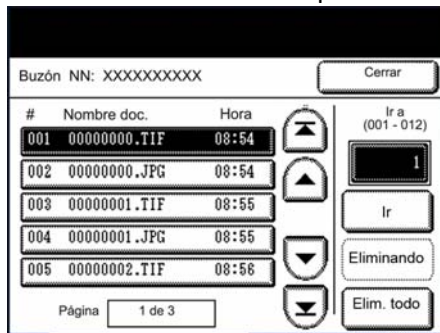 Buzón NN: XXXXXXXXXX Cerrar
# Nombre doc. Hora Ir a
(001 - 012)
001 00000000.TIF 08:54 1
002 00000000.JPG 08:54
003 00000001.TIF 08:55 Ir
004 00000001.JPG 08:55 Eliminando
005 00000002.TIF 08:56
Página 1 de 3 Elim. todo